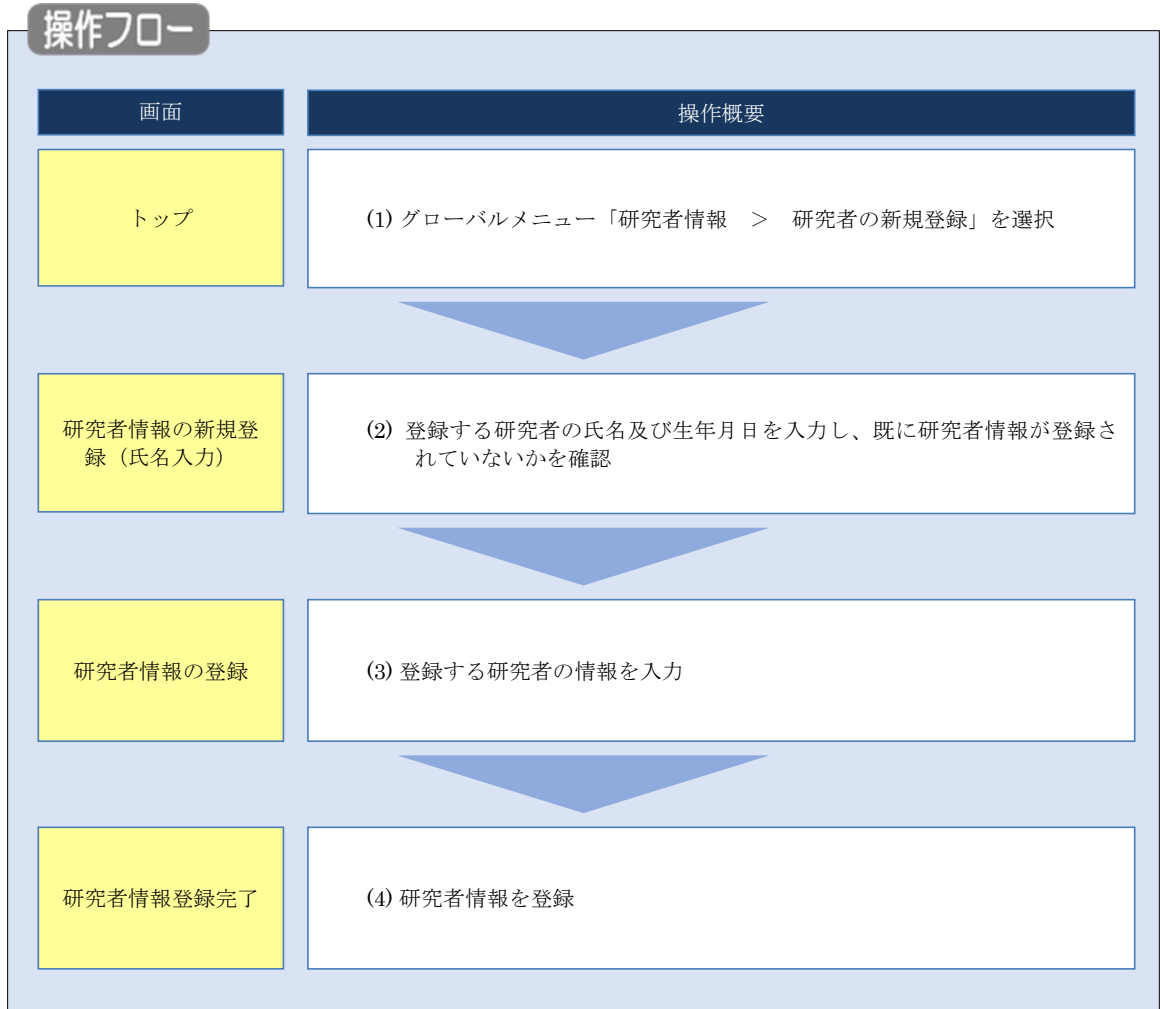 操作フロー
画面
操作概要
トップ
(1) グローバルメニュー「研究者情報　＞　研究者の新規登録」を選択
研究者情報の新規登
録（氏名入力）
(2) 登録する研究者の氏名及び生年月日を入力し、既に研究者情報が登録さ
れていないかを確認
研究者情報の登録
(3) 登録する研究者の情報を入力
研究者情報登録完了
(4) 研究者情報を登録